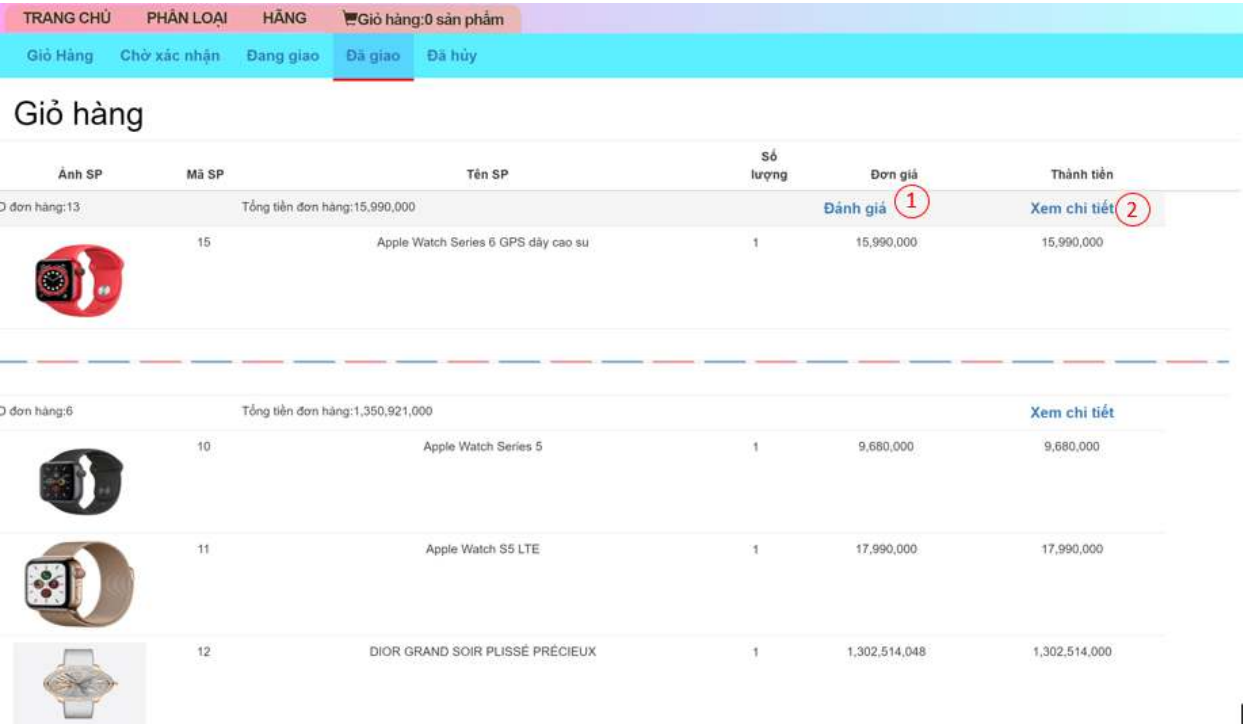 TRANG CHỦ PHÂN LOẠI HÃNG Giỏ hàng:0 sản phẩm
Giỏ Hàng Chờ xác nhận Đang giao Đã giao Đã hủy
Giỏ hàng
Ảnh SP Mã SP Tên SP Số lượng Đơn giá Thành tiền
D đơn hàng:13 Tổng tiền đơn hàng:15,990,000 Đánh giá 1 Xem chi tiết 2
15 Apple Watch Series 6 GPS dây cao su 1 15,990,000 15,990,000
D đơn hàng:6 Tổng tiền đơn hàng:1,350,921,000 Xem chi tiết
10 Apple Watch Series 5 1 9,680,000 9,680,000
11 Apple Watch S5 LTE 1 17,990,000 17,990,000
12 DIOR GRAND SOIR PLISSÉ PRÉCIEUX 1 1,302,514,048 1,302,514,000